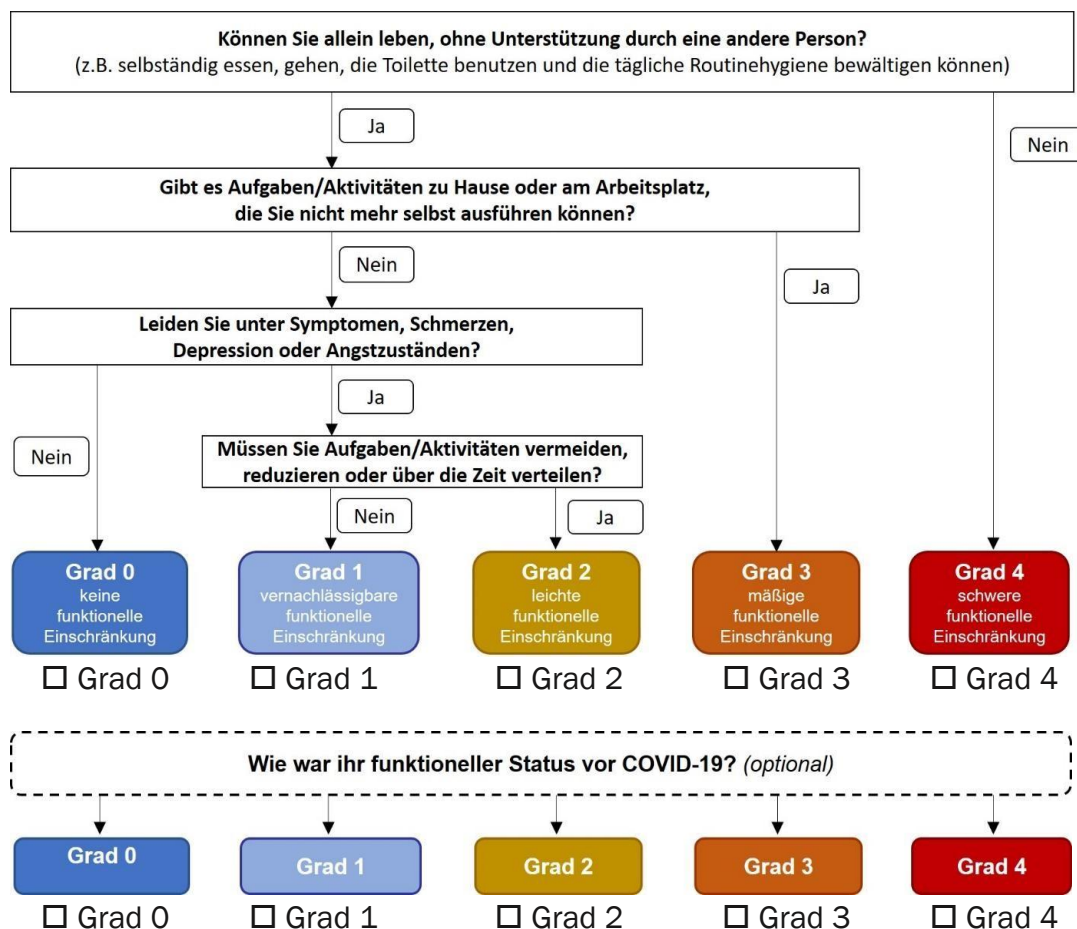 Können Sie allein leben, ohne Unterstützung durch eine andere Person?
(z.B. selbständig essen, gehen, die Toilette benutzen und die tägliche Routinehygiene bewältigen können)
Ja
Nein
Gibt es Aufgaben/Aktivitäten zu Hause oder am Arbeitsplatz,
die Sie nicht mehr selbst ausführen können?
Nein
Ja
Leiden Sie unter Symptomen, Schmerzen,
Depression oder Angstzuständen?
Ja
Nein
Müssen Sie Aufgaben/Aktivitäten vermeiden,
reduzieren oder über die Zeit verteilen?
Nein
Ja
Grad 0
keine
funktionelle
Einschränkung
Grad 1
vernachlässigbare
funktionelle
Einschränkung
Grad 2
leichte
funktionelle
Einschränkung
Grad 3
mäßige
funktionelle
Einschränkung
Grad 4
schwere
funktionelle
Einschränkung
☐ Grad 0
☐ Grad 1
☐ Grad 2
☐ Grad 3
☐ Grad 4
Wie war ihr funktioneller Status vor COVID-19? (optional)
Grad 0
Grad 1
Grad 2
Grad 3
Grad 4
☐ Grad 0
☐ Grad 1
☐ Grad 2
☐ Grad 3
☐ Grad 4